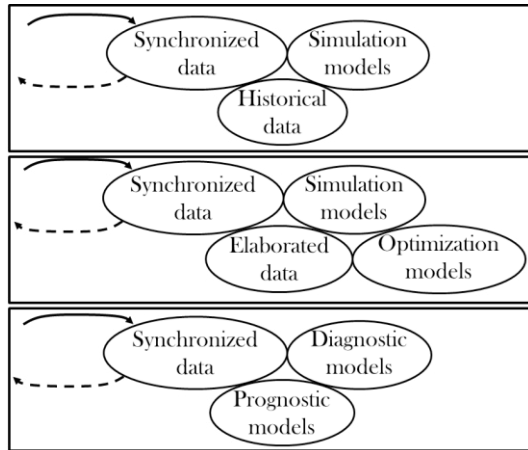 Synchronized
data
Simulation
models
Historical
data
Synchronized
data
Simulation
models
Elaborated
data
Optimization
models
Synchronized
data
Diagnostic
models
Prognostic
models